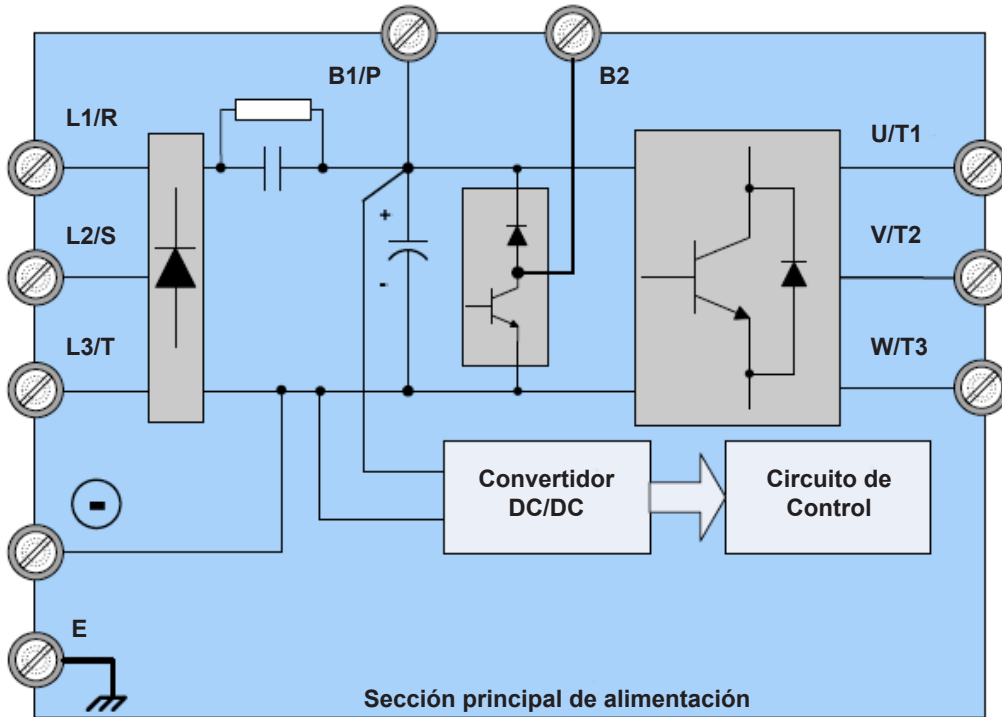 B1/P
B2
L1/R
U/T1
L2/S
V/T2
+
-
L3/T
W/T3
Convertidor
DC/DC
Circuito de
Control
-
E
Sección principal de alimentación